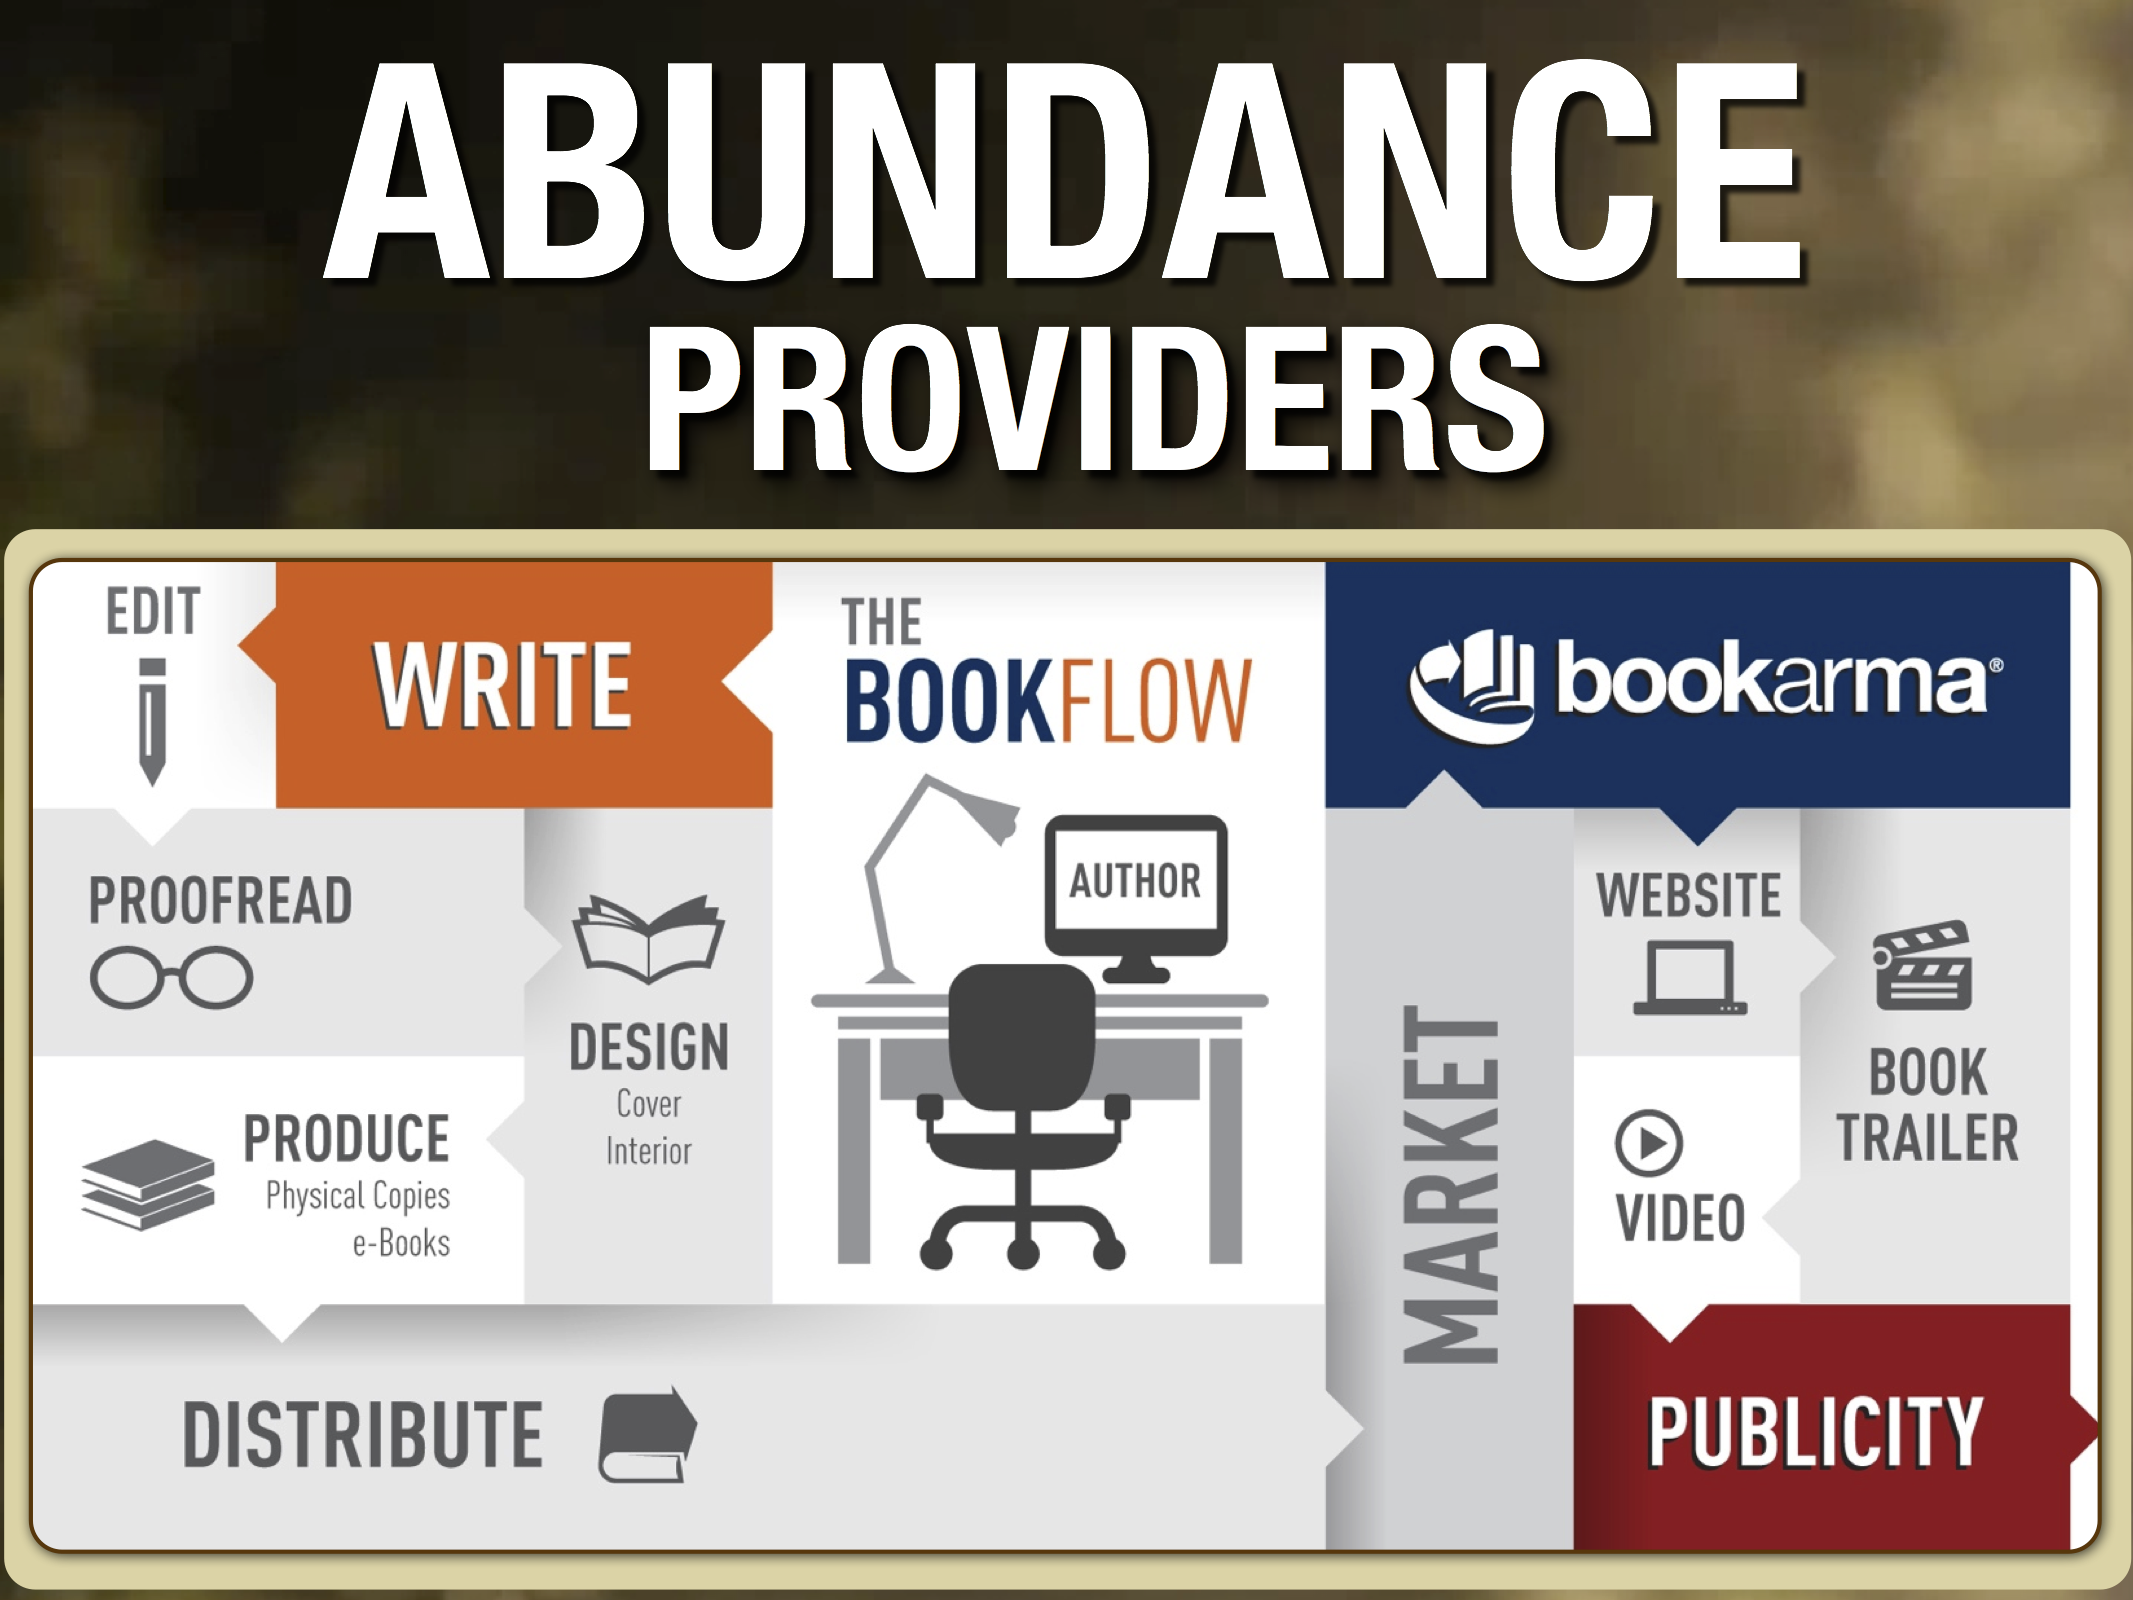 ABUNDANCE
PROVIDERS
THE
BOOKFLOW
AUTHOR
WRITE
EDIT
PROOFREAD
DESIGN
Cover
Interior
PRODUCE
Physical Copies
e-Books
DISTRIBUTE
MARKET
bookarma®
WEBSITE
BOOK
TRAILER
VIDEO
PUBLICITY